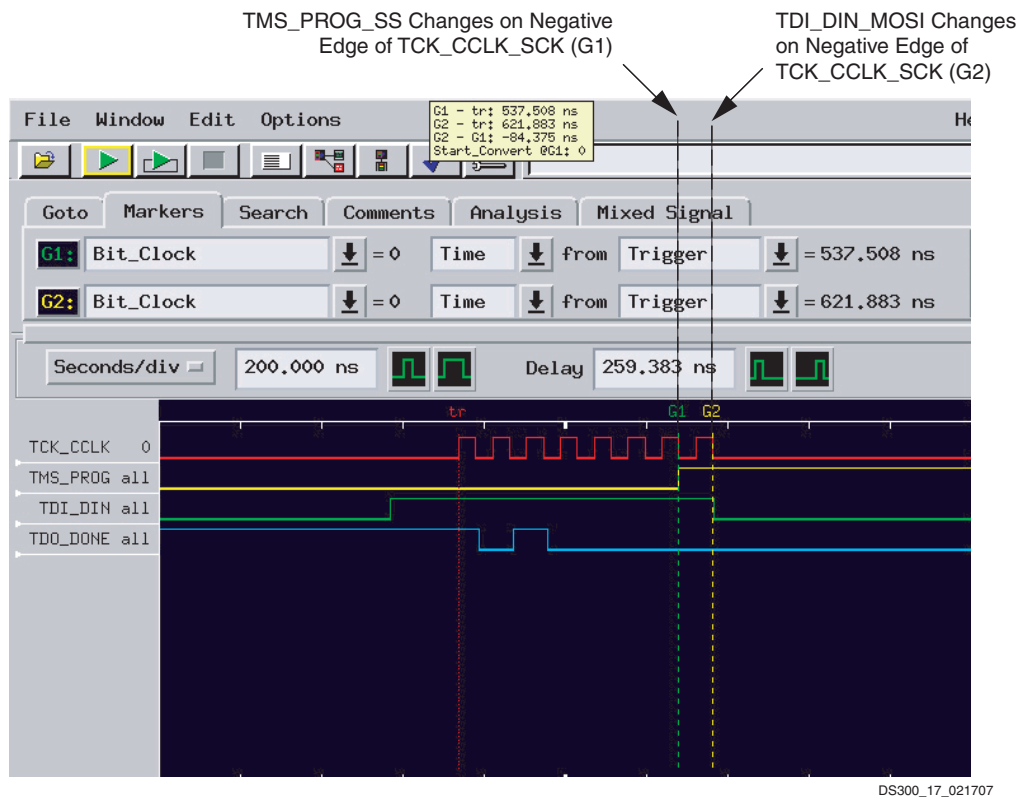 TMS_PROG_SS Changes on Negative
Edge of TCK_CCLK_SCK (G1)
TDI_DIN_MOSI Changes
on Negative Edge of
TCK_CCLK_SCK (G2)
File Window Edit Options
He
G1 - tr: 537.508 ns
G2 - tr: 621.883 ns
G2 - G1: -84.375 ns
Start_Convert @G1: 0
Goto Markers Search Comments Analysis Mixed Signal
G1: Bit_Clock = 0 Time from Trigger = 537.508 ns
G2: Bit_Clock = 0 Time from Trigger = 621.883 ns
Seconds/div 200.000 ns Delay 259.383 ns
tr G1 G2
TCK_CCLK 0
TMS_PROG all
TDI_DIN all
TDO_DONE all
DS300_17_021707